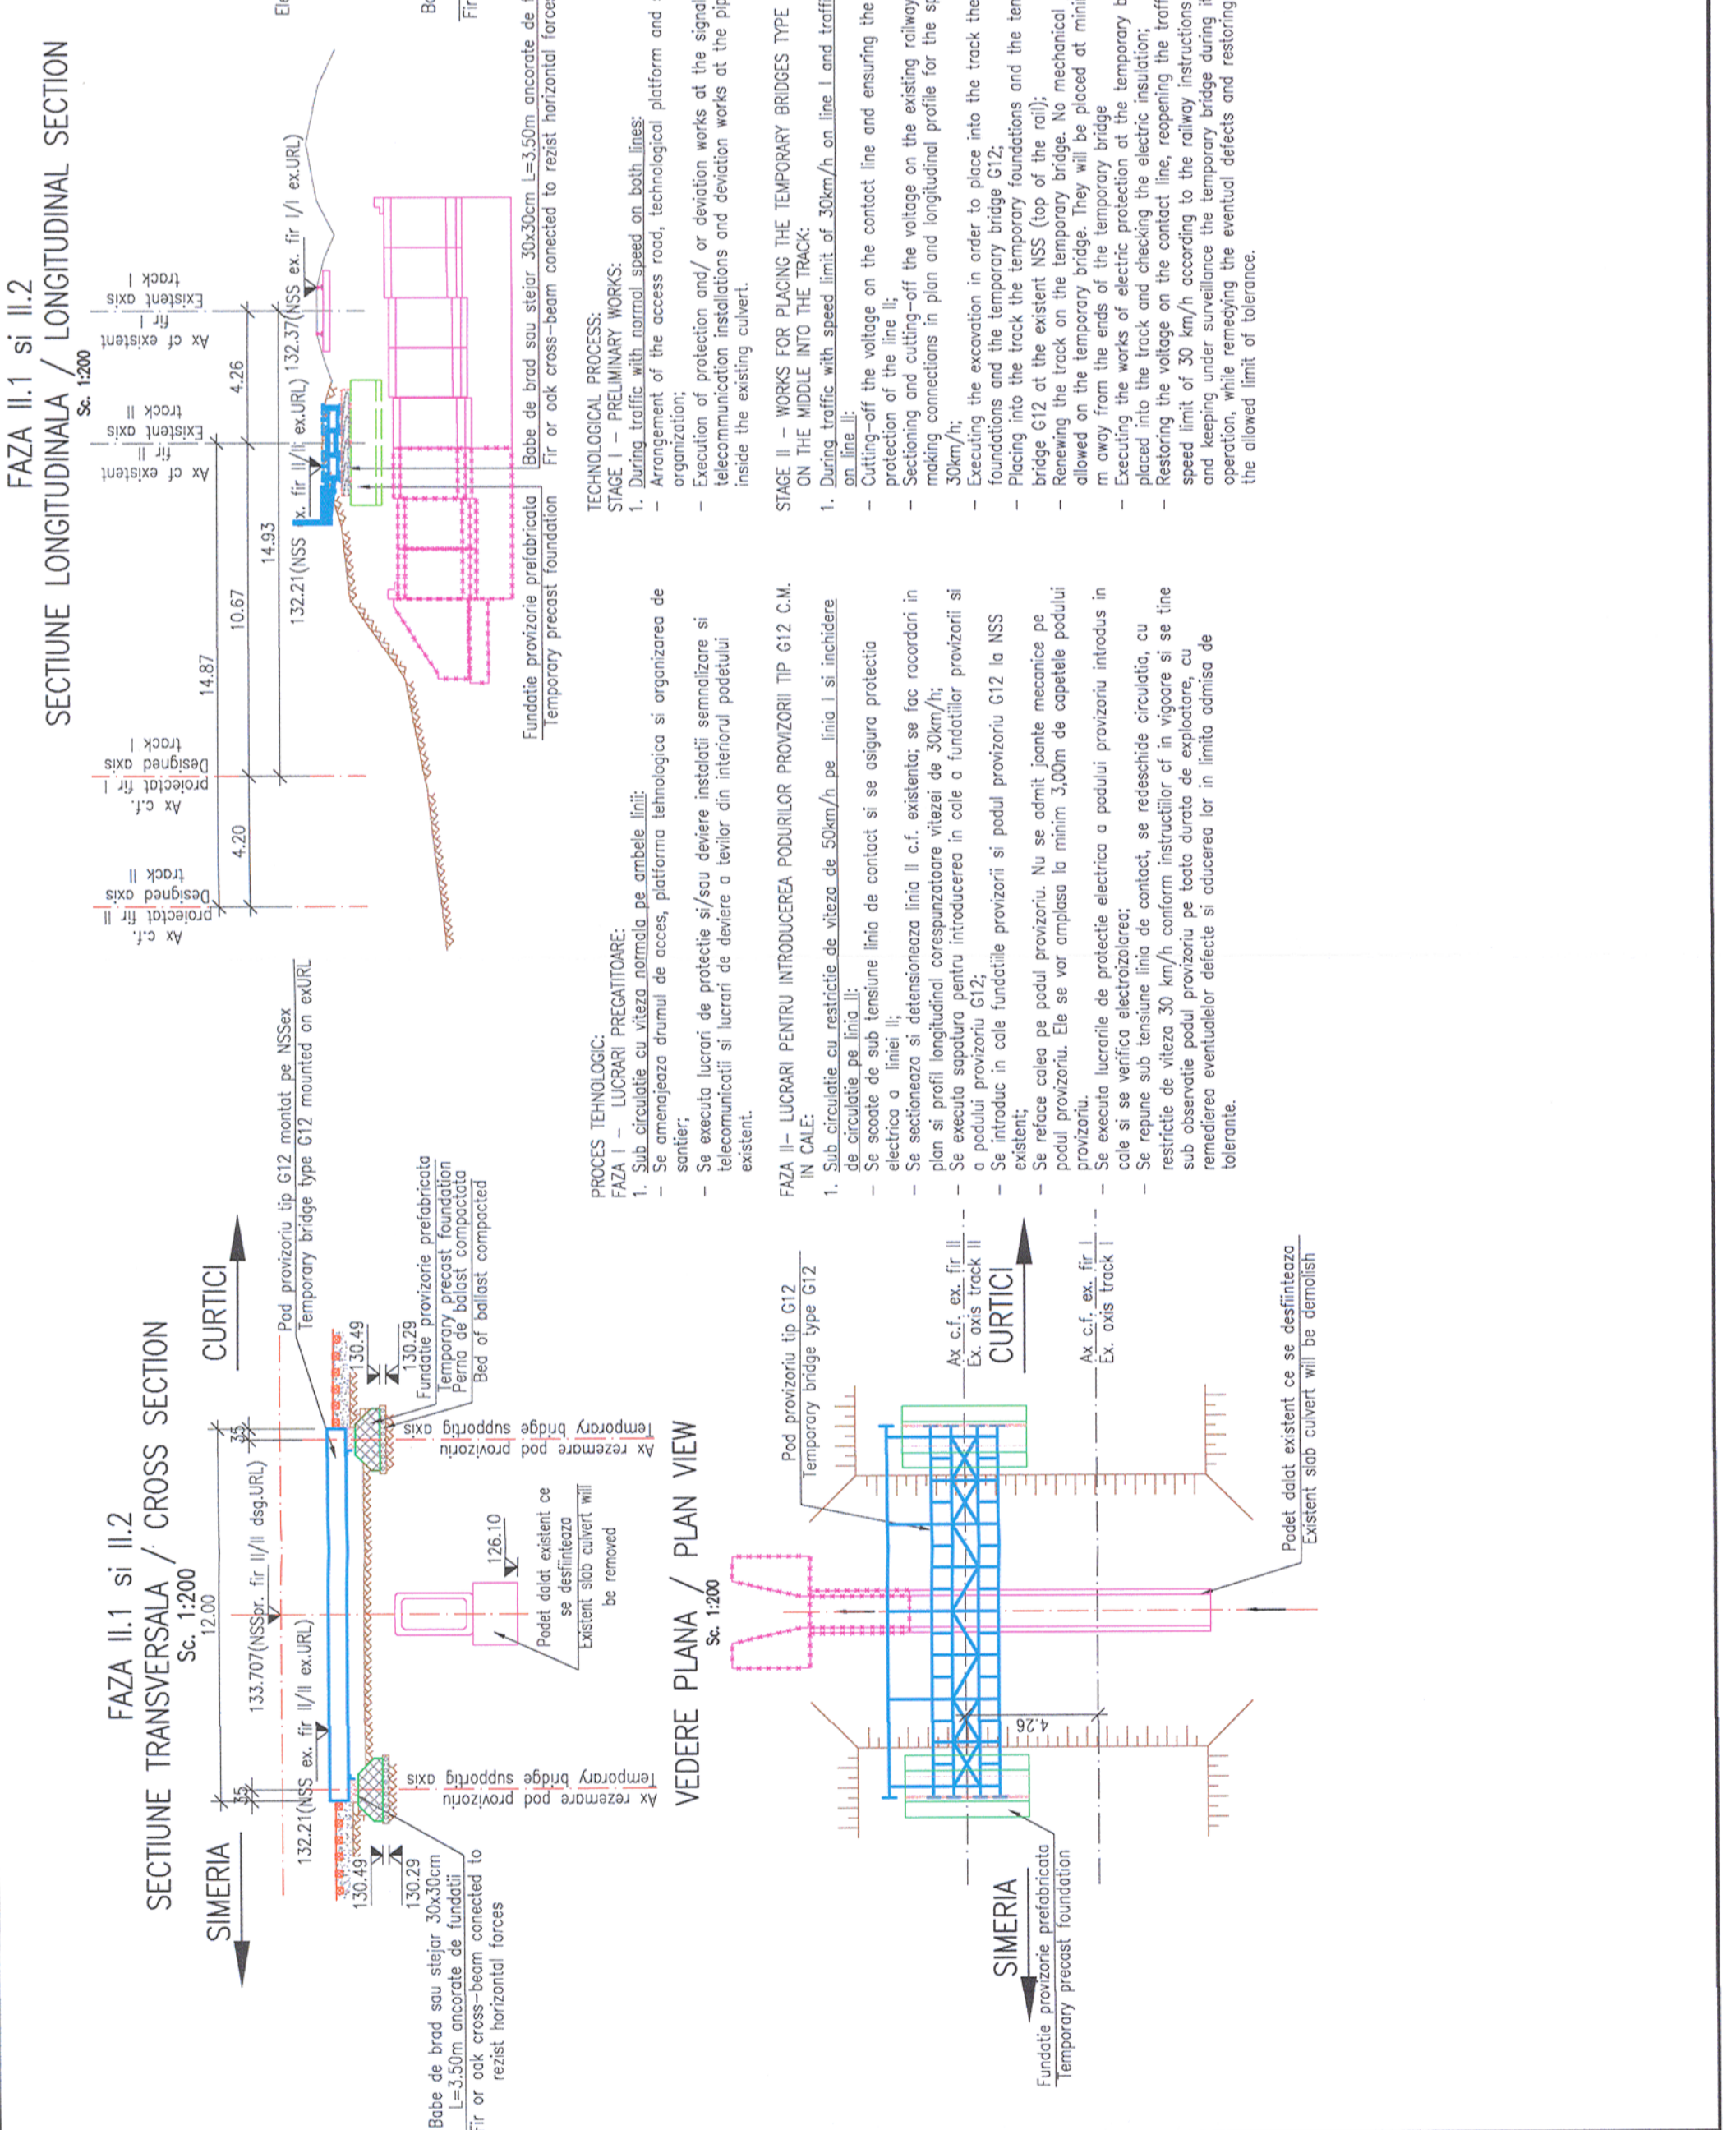 FAZA II.1 si II.2
SECTIUNE TRANSVERSALA / CROSS SECTION
Sc. 1:200
SIMERIA
CURTICI
12.00
35
35
133.707(NSSpr. fir II/II dsg.URL)
132.21(NSS ex. fir II/II ex.URL)
Pod provizoriu tip G12 montat pe NSSex
Temporary bridge type G12 mounted on exURL
130.49
130.29
130.49
130.29
Fundatie provizorie prefabricata
Temporary precast foundation
Perna de balast compactata
Bed of ballast compacted
Ax rezemare pod provizoriu
Temporary bridge supportig axis
Ax rezemare pod provizoriu
Temporary bridge supportig axis
126.10
Podet dalat existent ce
se desfiinteaza
Existent slab culvert will
be removed
Babe de brad sau stejar 30x30cm
L=3.50m ancorate de fundatii
Fir or oak cross-beam conected to
rezist horizontal forces
VEDERE PLANA / PLAN VIEW
Sc. 1:200
Pod provizoriu tip G12
Temporary bridge type G12
Ax c.f. ex. fir II
Ex. axis track II
CURTICI
Ax c.f. ex. fir I
Ex. axis track I
4.26
SIMERIA
Fundatie provizorie prefabricata
Temporary precast foundation
Podet dalat existent ce se desfiinteaza
Existent slab culvert will be demolish
FAZA II.1 si II.2
SECTIUNE LONGITUDINALA / LONGITUDINAL SECTION
Sc. 1:200
Ax c.f.
proiectat fir II
Designed axis
track II
Ax c.f.
proiectat fir I
Designed axis
track I
Ax cf existent
fir II
Existent axis
track II
Ax cf existent
fir I
Existent axis
track I
14.87
4.20
10.67
4.26
14.93
132.21(NSS ex. fir II/II ex.URL)
132.37(NSS ex. fir I/I ex.URL)
Fundatie provizorie prefabricata
Temporary precast foundation
Babe de brad sau stejar 30x30cm L=3.50m ancorate de
Fir or oak cross-beam conected to rezist horizontal forces
PROCES TEHNOLOGIC:
FAZA I - LUCRARI PREGATITOARE:
1. Sub circulatie cu viteza normala pe ambele linii:
- Se amenajeaza drumul de acces, platforma tehnologica si organizarea de
santier;
- Se executa lucrari de protectie si/sau deviere instalatii semnalizare si
telecomunicatii si lucrari de deviere a tevilor din interiorul podetului
existent.
FAZA II- LUCRARI PENTRU INTRODUCEREA PODURILOR PROVIZORII TIP G12 C.M.
IN CALE:
1. Sub circulatie cu restrictie de viteza de 50km/h pe linia I si inchidere
de circulatie pe linia II:
- Se scoate de sub tensiune linia de contact si se asigura protectia
electrica a liniei II;
- Se sectioneaza si detensioneaza linia II c.f. existenta; se fac racordari in
plan si profil longitudinal corespunzatoare vitezei de 30km/h;
- Se executa sapatura pentru introducerea in cale a fundatiilor provizorii si
a podului provizoriu G12;
- Se introduc in cale fundatiile provizorii si podul provizoriu G12 la NSS
existent;
- Se reface calea pe podul provizoriu. Nu se admit joante mecanice pe
podul provizoriu. Ele se vor amplasa la minim 3,00m de capetele podului
provizoriu.
- Se executa lucrarile de protectie electrica a podului provizoriu introdus in
cale si se verifica electroizolarea;
- Se repune sub tensiune linia de contact, se redeschide circulatia, cu
restrictie de viteza 30 km/h conform instructiilor cf in vigoare si se tine
sub observatie podul provizoriu pe toata durata de exploatare, cu
remedierea eventualelor defecte si aducerea lor in limita admisa de
tolerante.
TECHNOLOGICAL PROCESS:
STAGE I - PRELIMINARY WORKS:
1. During traffic with normal speed on both lines:
- Arrangement of the access road, technological platform and
organization;
- Execution of protection and/ or deviation works at the signal
telecommunication installations and deviation works at the pip
inside the existing culvert.
STAGE II - WORKS FOR PLACING THE TEMPORARY BRIDGES TYPE
ON THE MIDDLE INTO THE TRACK:
1. During traffic with speed limit of 30km/h on line I and traffi
on line II:
- Cutting-off the voltage on the contact line and ensuring the
protection of the line II;
- Sectioning and cutting-off the voltage on the existing railway
making connections in plan and longitudinal profile for the sp
30km/h;
- Executing the excavation in order to place into the track the
foundations and the temporary bridge G12;
- Placing into the track the temporary foundations and the ten
bridge G12 at the existent NSS (top of the rail);
- Renewing the track on the temporary bridge. No mechanical
allowed on the temporary bridge. They will be placed at mini
m away from the ends of the temporary bridge
- Executing the works of electric protection at the temporary b
placed into the track and checking the electric insulation;
- Restoring the voltage on the contact line, reopening the traff
speed limit of 30 km/h according to the railway instructions
and keeping under surveillance the temporary bridge during i
operation, while remedying the eventual defects and restoring
the allowed limit of tolerance.